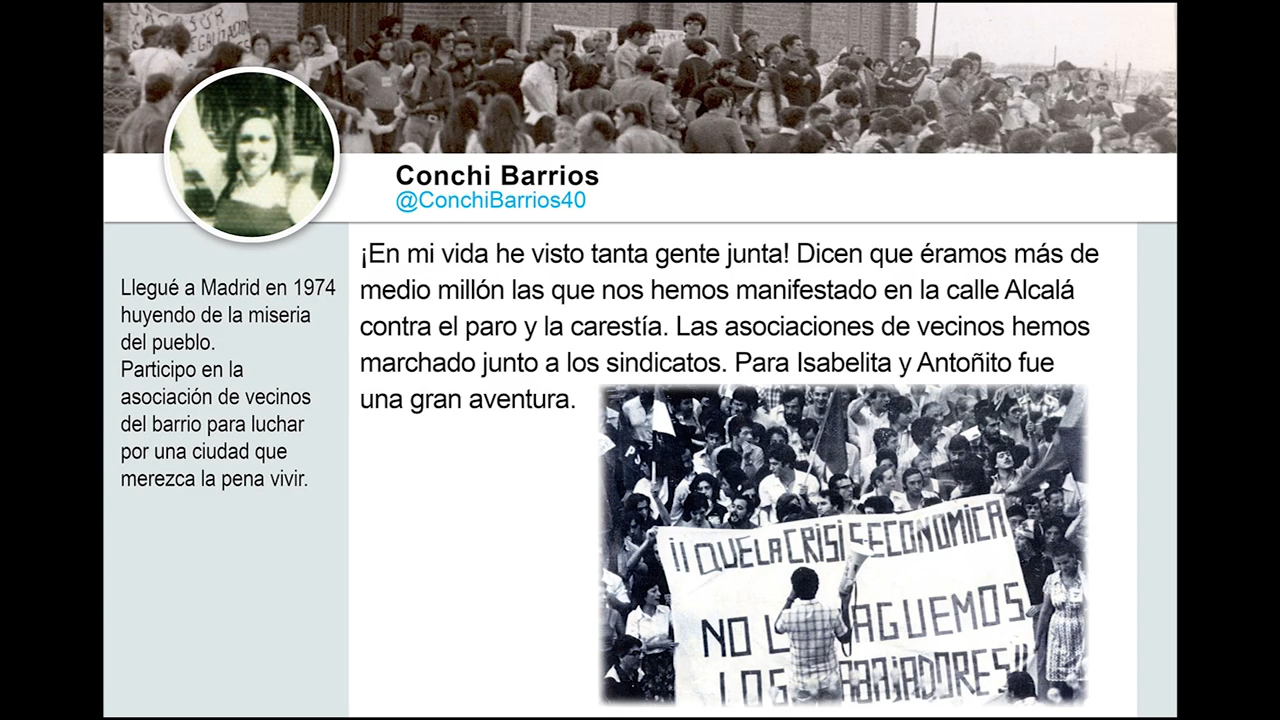 Conchi Barrios
@ConchiBarrios40
Llegué a Madrid en 1974
huyendo de la miseria
del pueblo.
Participo en la
asociación de vecinos
del barrio para luchar
por una ciudad que
merezca la pena vivir.
¡En mi vida he visto tanta gente junta! Dicen que éramos más de
medio millón las que nos hemos manifestado en la calle Alcalá
contra el paro y la carestía. Las asociaciones de vecinos hemos
marchado junto a los sindicatos. Para Isabelita y Antoñito fue
una gran aventura.
¡¡QUE LA CRISIS ECONOMICA
NO
LOS